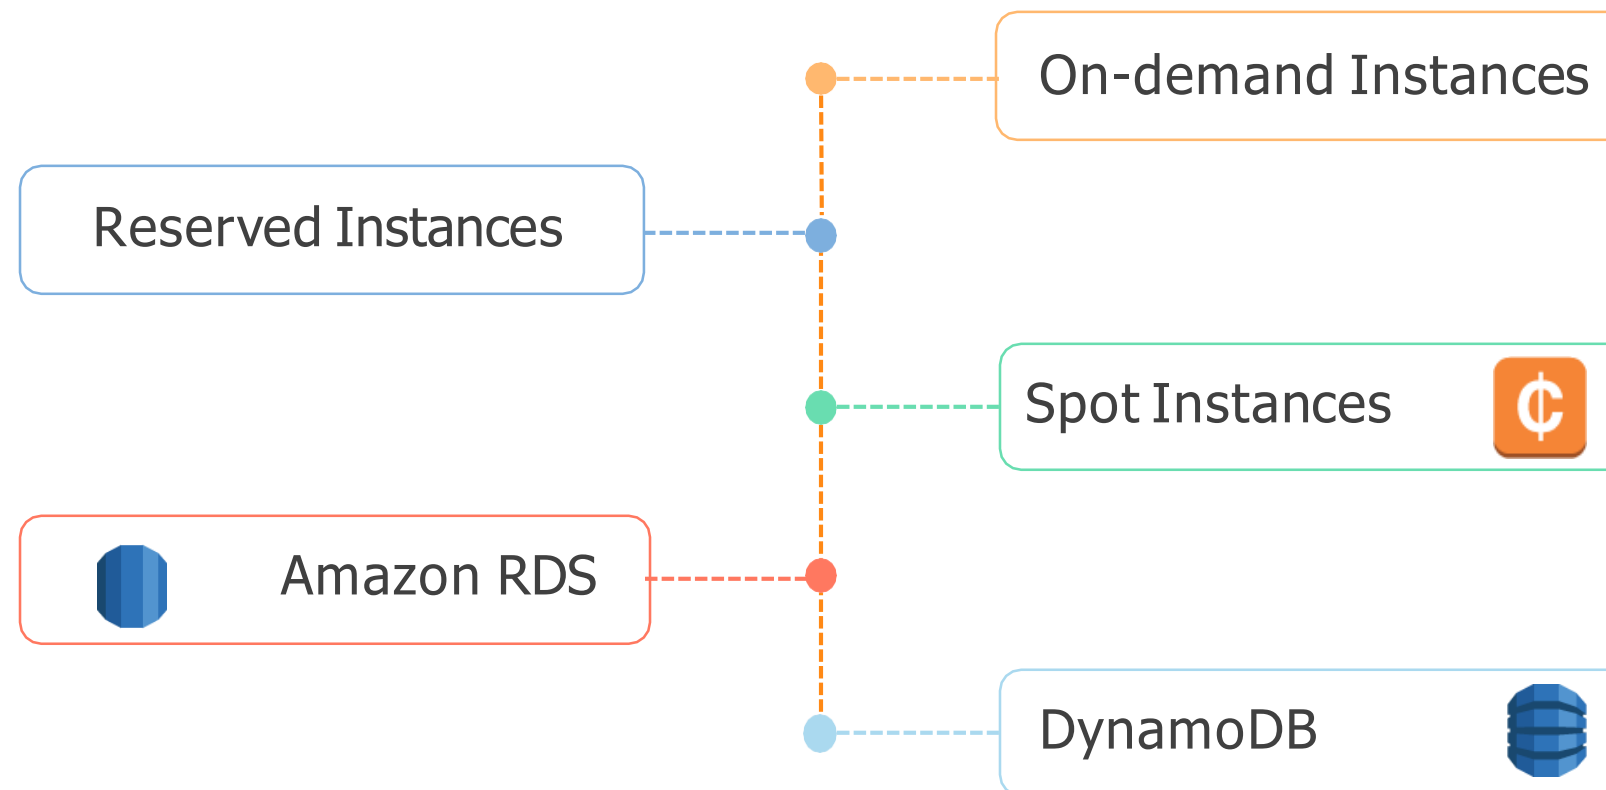 On-demand Instances
Reserved Instances
Spot Instances
Amazon RDS
DynamoDB